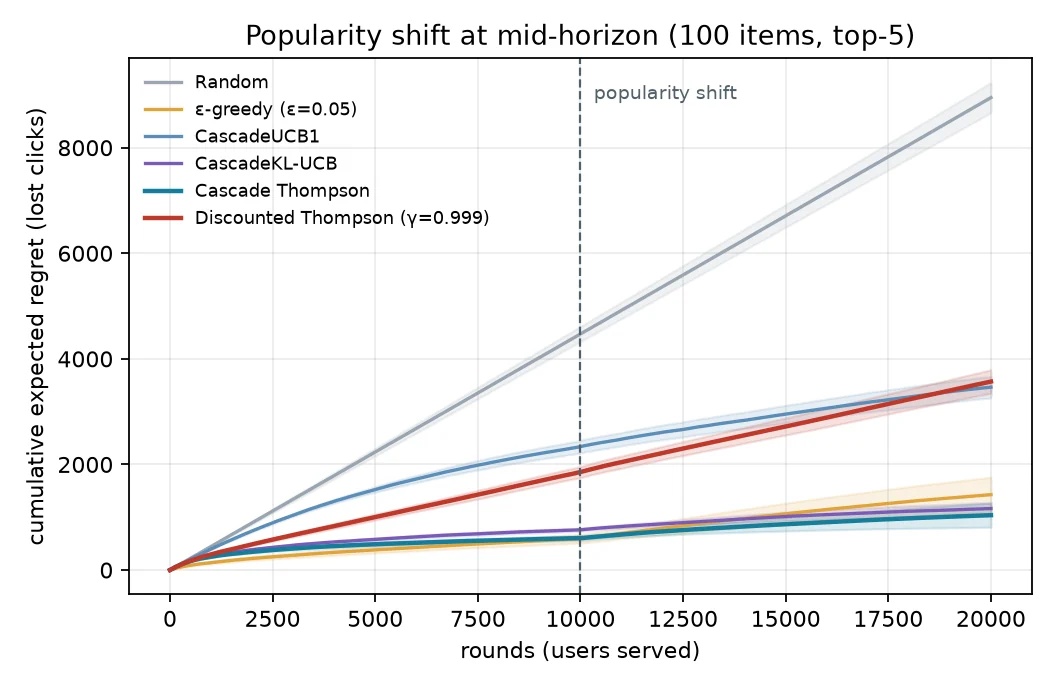 Popularity shift at mid-horizon (100 items, top-5)
Random
ε-greedy (ε=0.05)
CascadeUCB1
CascadeKL-UCB
Cascade Thompson
Discounted Thompson (γ=0.999)
popularity shift
cumulative expected regret (lost clicks)
8000
6000
4000
2000
0
0 2500 5000 7500 10000 12500 15000 17500 20000
rounds (users served)